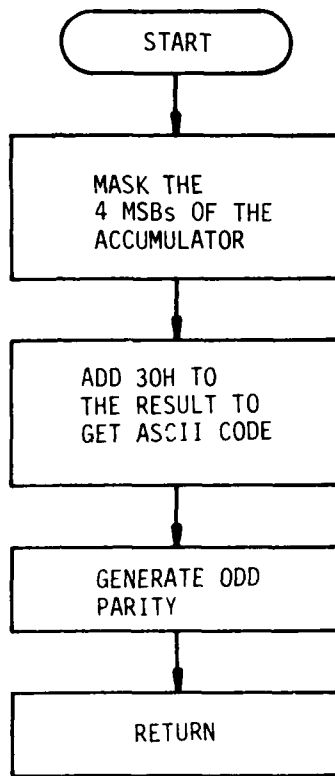 START
MASK THE
4 MSBs OF THE
ACCUMULATOR
ADD 30H TO
THE RESULT TO
GET ASCII CODE
GENERATE ODD
PARITY
RETURN